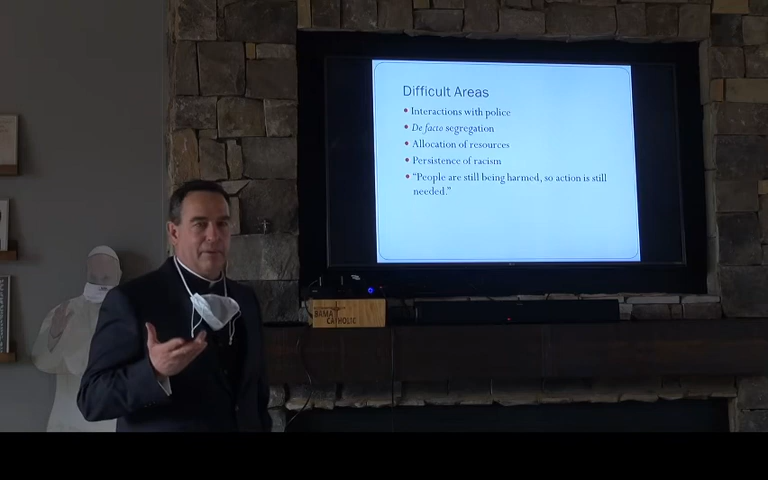 Difficult Areas
• Interactions with police
• De facto segregation
• Allocation of resources
• Persistence of racism
• “People are still being harmed, so action is still
needed.”
BAMA
CATHOLIC